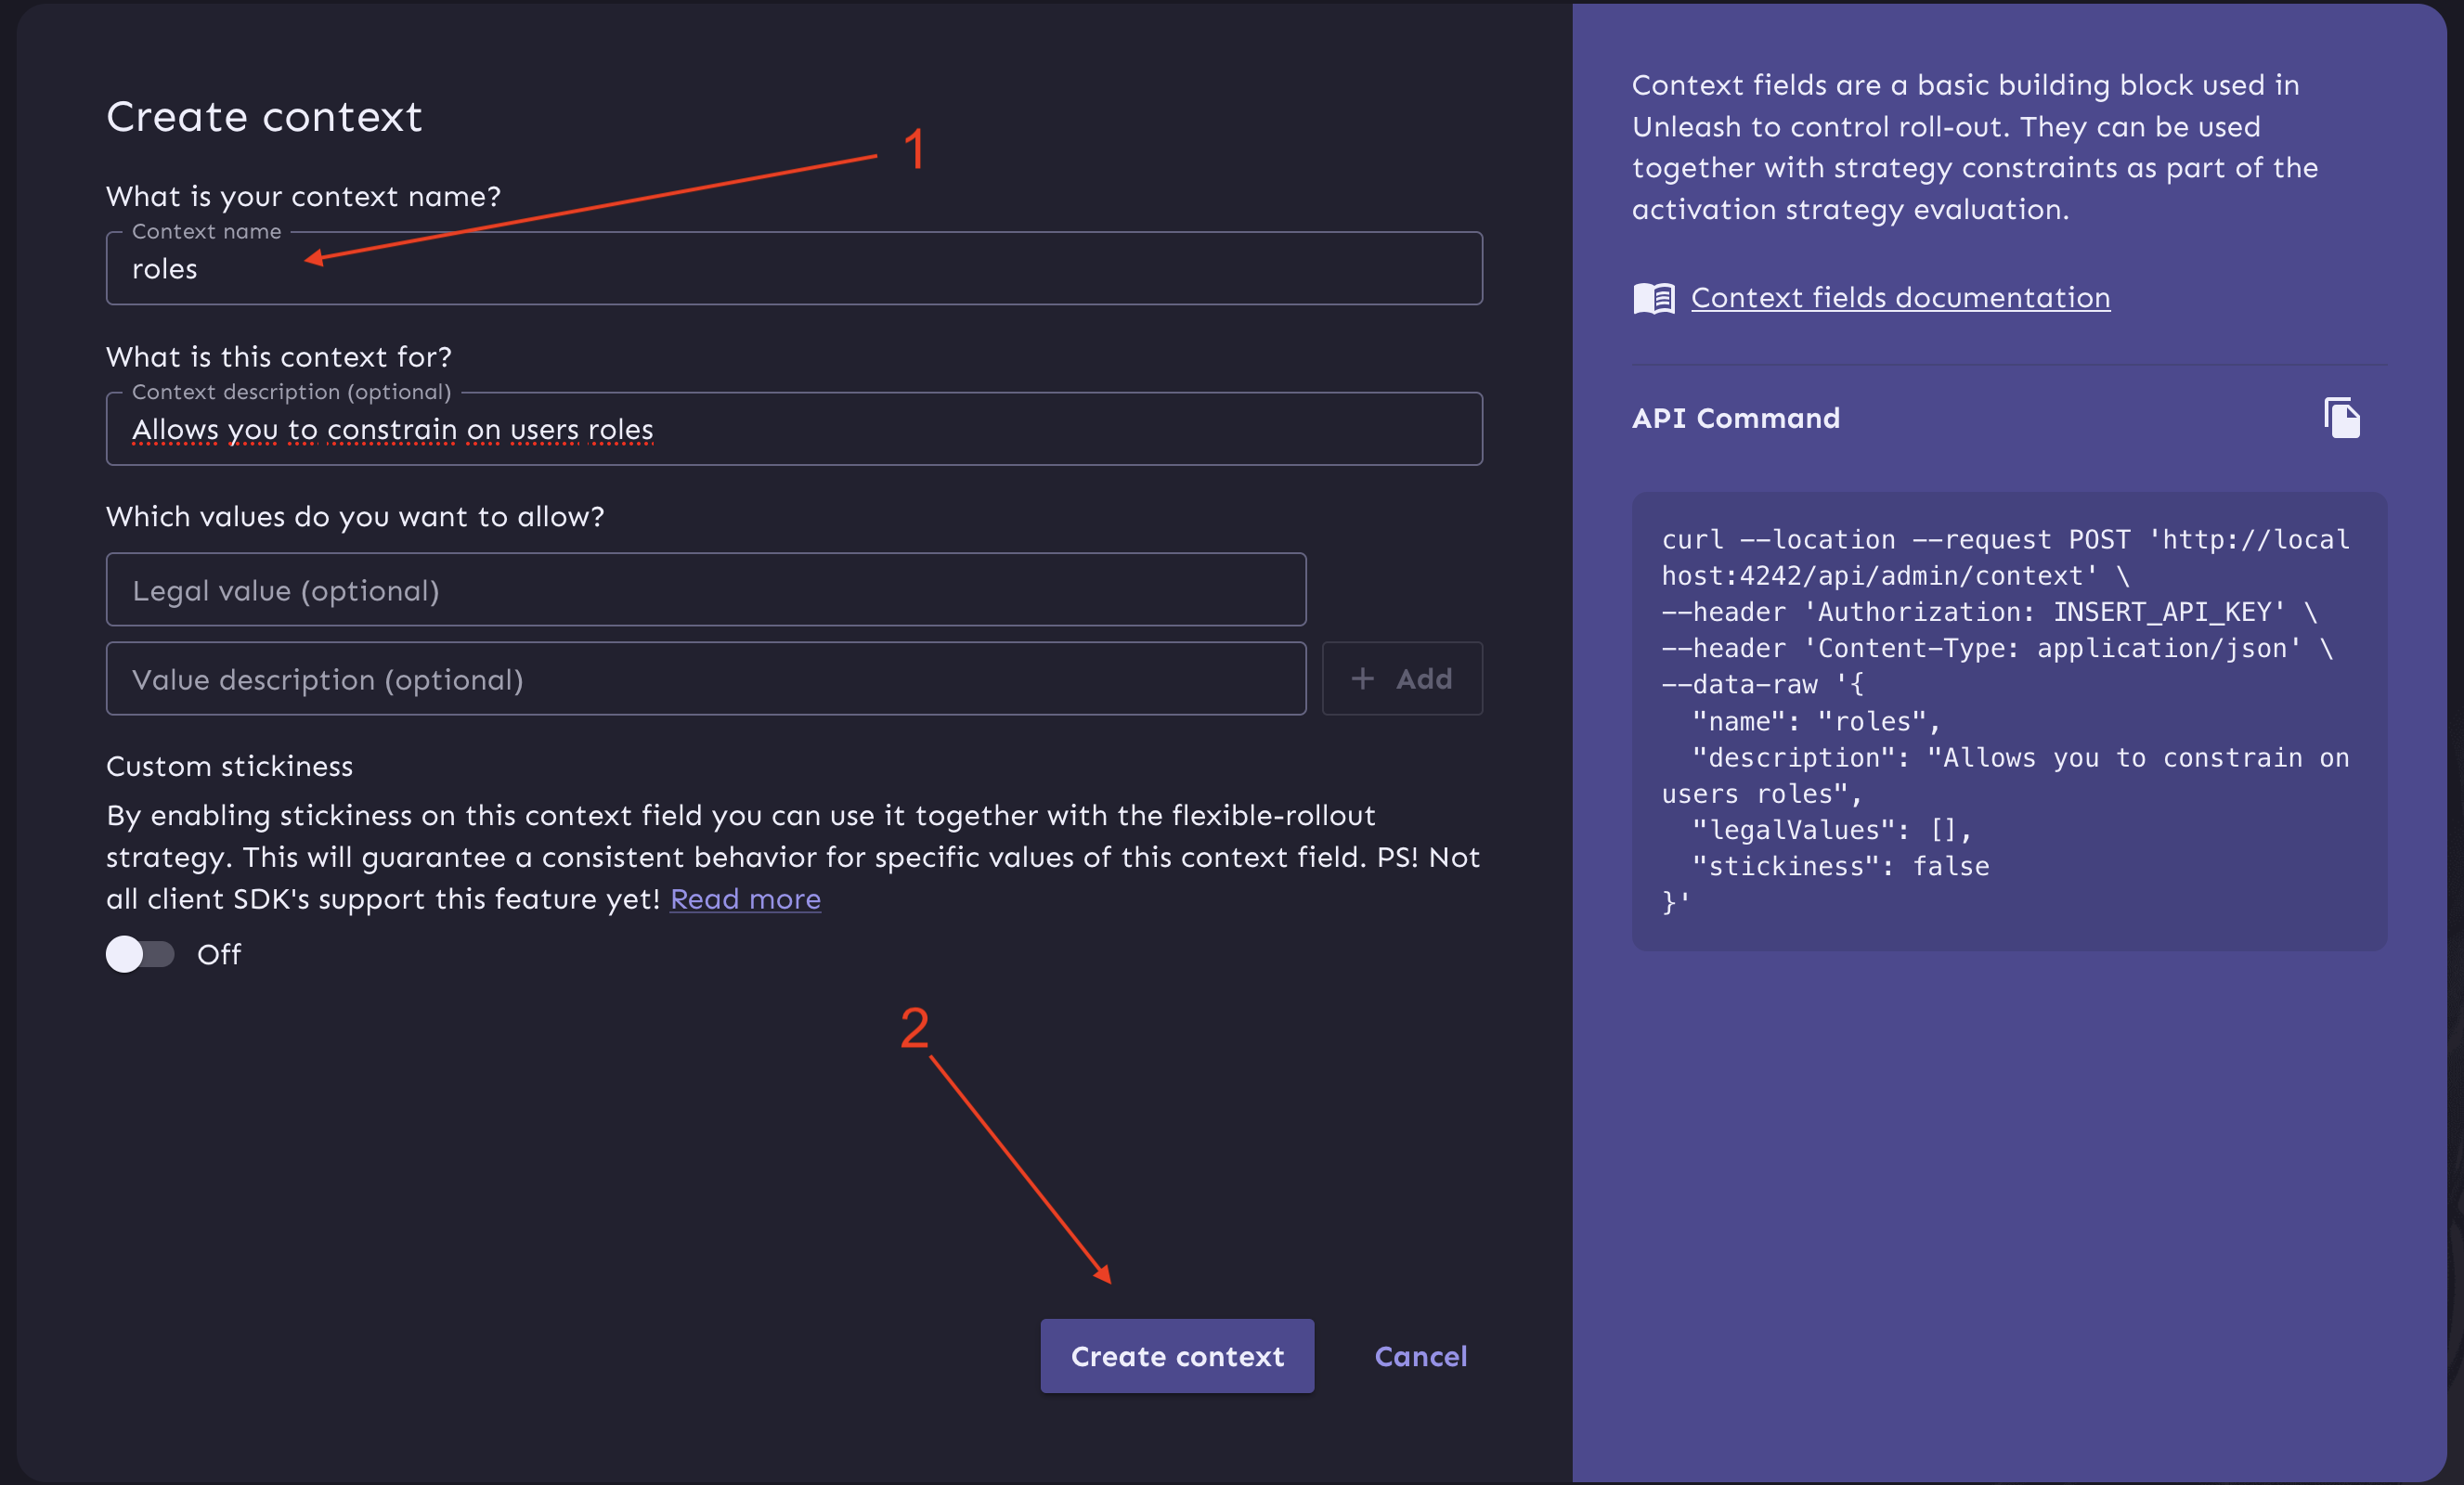 Create context
1
What is your context name?
Context name
roles
What is this context for?
Context description (optional)
Allows you to constrain on users roles
Which values do you want to allow?
Legal value (optional)
Value description (optional)
+ Add
Custom stickiness
By enabling stickiness on this context field you can use it together with the flexible-rollout
strategy. This will guarantee a consistent behavior for specific values of this context field. PS! Not
all client SDK's support this feature yet! Read more
Off
2
Create context
Cancel
Context fields are a basic building block used in
Unleash to control roll-out. They can be used
together with strategy constraints as part of the
activation strategy evaluation.
Context fields documentation
API Command
curl --location --request POST 'http://local
host:4242/api/admin/context' \
--header 'Authorization: INSERT_API_KEY' \
--header 'Content-Type: application/json' \
--data-raw '{
  "name": "roles",
  "description": "Allows you to constrain on
users roles",
  "legalValues": [],
  "stickiness": false
}'